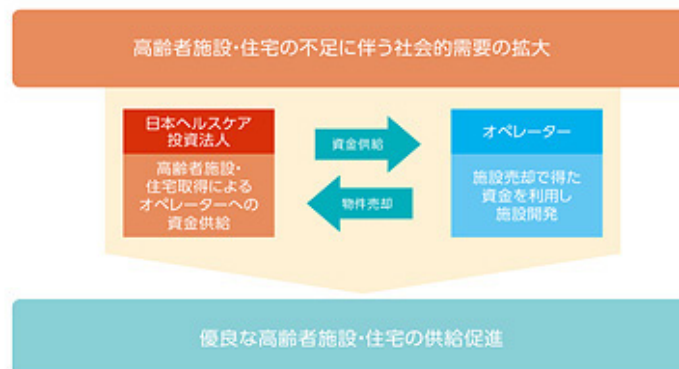 高齢者施設・住宅の不足に伴う社会的需要の拡大
日本ヘルスケア
投資法人
高齢者施設・
住宅取得による
オペレーターへの
資金供給
資金供給
物件売却
オペレーター
施設売却で得た
資金を利用し
施設開発
優良な高齢者施設・住宅の供給促進